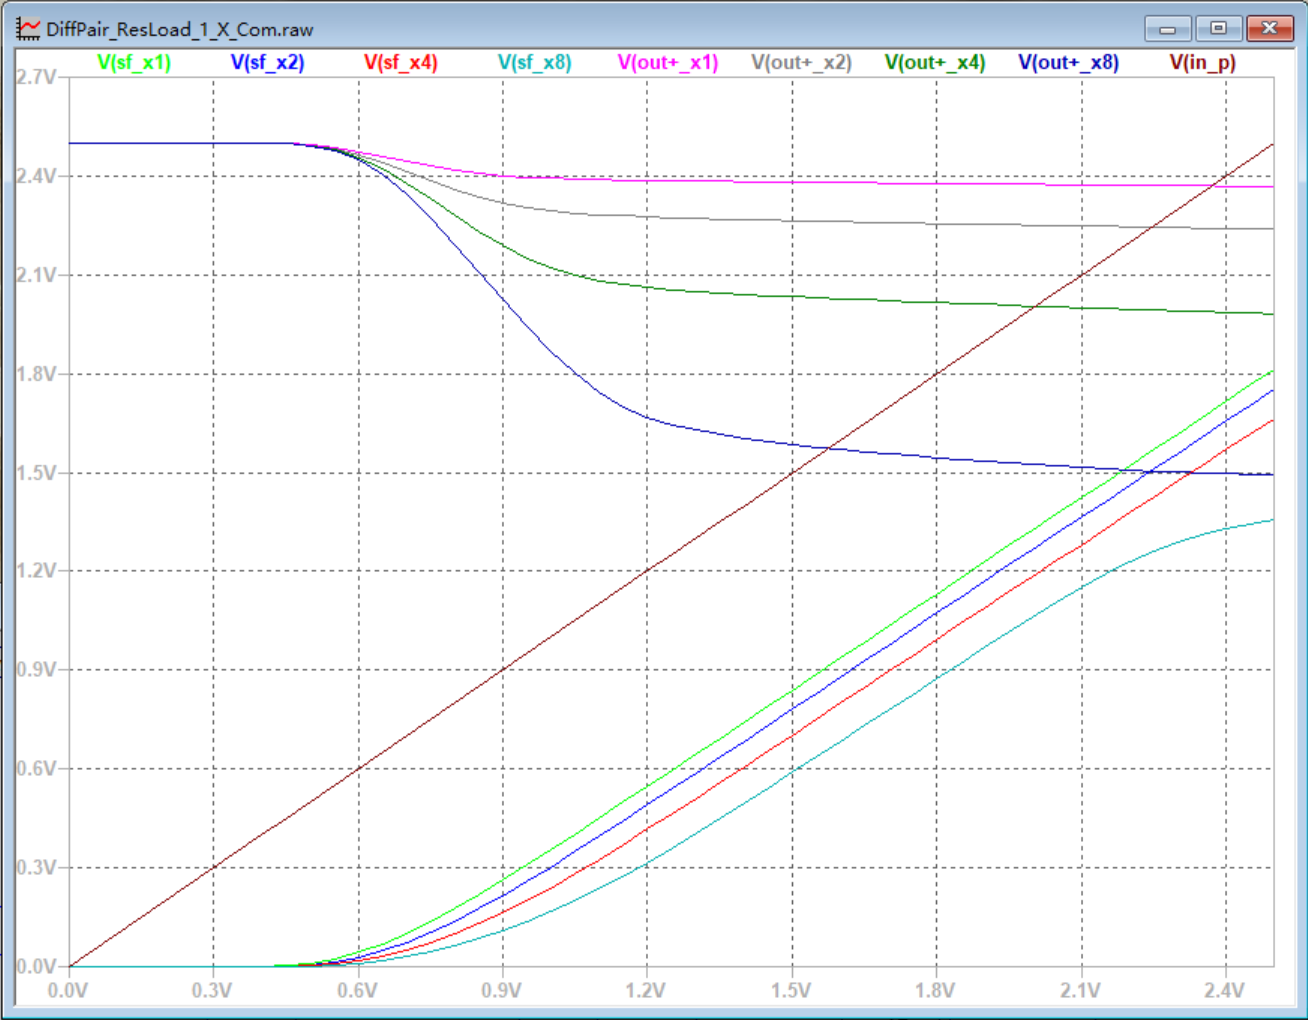 DiffPair_ResLoad_1_X_Com.raw
V(sf_x1) V(sf_x2) V(sf_x4) V(sf_x8) V(out+_x1) V(out+_x2) V(out+_x4) V(out+_x8) V(in_p)
2.7V
2.4V
2.1V
1.8V
1.5V
1.2V
0.9V
0.6V
0.3V
0.0V
0.0V 0.3V 0.6V 0.9V 1.2V 1.5V 1.8V 2.1V 2.4V